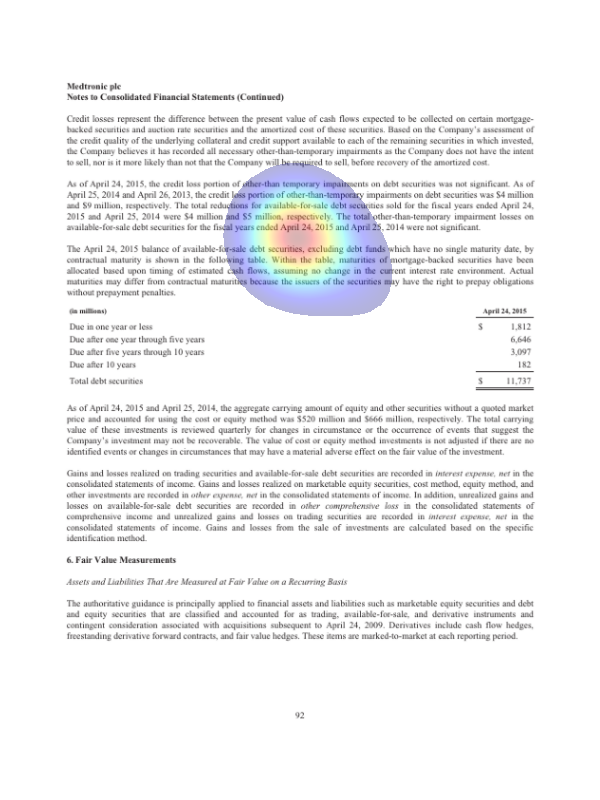 Medtronic plc
Notes to Consolidated Financial Statements (Continued)
Credit losses represent the difference between the present value of cash flows expected to be collected on certain mortgage-
backed securities and auction rate securities and the amortized cost of these securities. Based on the Company's assessment of
the credit quality of the underlying collateral and credit support available to each of the remaining securities in which invested,
the Company believes it has recorded all necessary other-than-temporary impairments as the Company does not have the intent
to sell, nor is it more likely than not that the Company will be required to sell, before recovery of the amortized cost.
As of April 24, 2015, the credit loss portion of other-than temporary impairments on debt securities was not significant. As of
April 25, 2014 and April 26, 2013, the credit loss portion of other-than-temporary impairments on debt securities was $4 million
and $9 million, respectively. The total reductions for available-for-sale debt securities sold for the fiscal years ended April 24,
2015 and April 25, 2014 were $4 million and $5 million, respectively. The total other-than-temporary impairment losses on
available-for-sale debt securities for the fiscal years ended April 24, 2015 and April 25, 2014 were not significant.
The April 24, 2015 balance of available-for-sale debt securities, excluding debt funds which have no single maturity date, by
contractual maturity is shown in the following table. Within the table, maturities of mortgage-backed securities have been
allocated based upon timing of estimated cash flows, assuming no change in the current interest rate environment. Actual
maturities may differ from contractual maturities because the issuers of the securities may have the right to prepay obligations
without prepayment penalties.
(in millions) April 24, 2015
Due in one year or less $ 1,812
Due after one year through five years 6,646
Due after five years through 10 years 3,097
Due after 10 years 182
Total debt securities $ 11,737
As of April 24, 2015 and April 25, 2014, the aggregate carrying amount of equity and other securities without a quoted market
price and accounted for using the cost or equity method was $520 million and $666 million, respectively. The total carrying
value of these investments is reviewed quarterly for changes in circumstance or the occurrence of events that suggest the
Company's investment may not be recoverable. The value of cost or equity method investments is not adjusted if there are no
identified events or changes in circumstances that may have a material adverse effect on the fair value of the investment.
Gains and losses realized on trading securities and available-for-sale debt securities are recorded in interest expense, net in the
consolidated statements of income. Gains and losses realized on marketable equity securities, cost method, equity method, and
other investments are recorded in other expense, net in the consolidated statements of income. In addition, unrealized gains and
losses on available-for-sale debt securities are recorded in other comprehensive loss in the consolidated statements of
comprehensive income and unrealized gains and losses on trading securities are recorded in interest expense, net in the
consolidated statements of income. Gains and losses from the sale of investments are calculated based on the specific
identification method.
6. Fair Value Measurements
Assets and Liabilities That Are Measured at Fair Value on a Recurring Basis
The authoritative guidance is principally applied to financial assets and liabilities such as marketable equity securities and debt
and equity securities that are classified and accounted for as trading, available-for-sale, and derivative instruments and
contingent consideration associated with acquisitions subsequent to April 24, 2009. Derivatives include cash flow hedges,
freestanding derivative forward contracts, and fair value hedges. These items are marked-to-market at each reporting period.
92